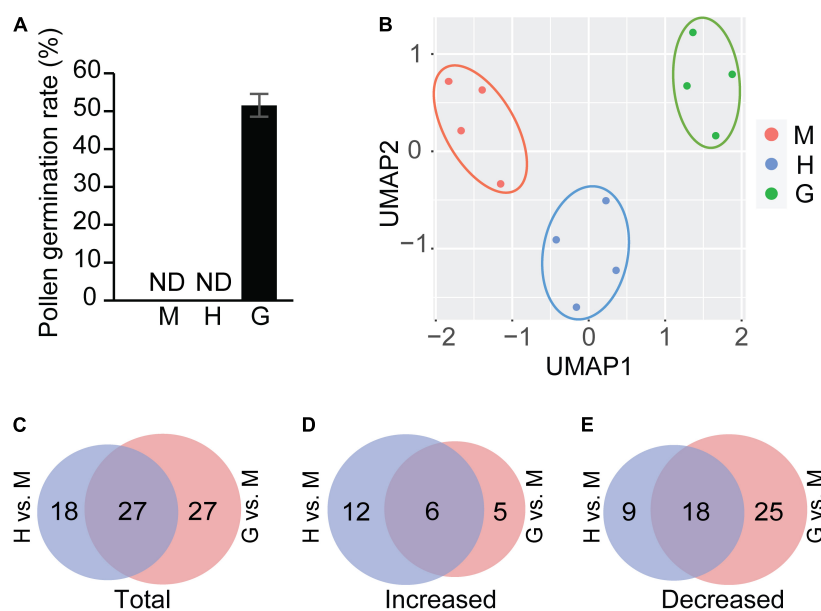 A
Pollen germination rate (%)
60
50
40
30
20
10
0
ND ND
M H G
B
UMAP2
1
0
−1
−2 −1 0 1 2
UMAP1
M
H
G
C
H vs. M
18 27 27
G vs. M
Total
D
H vs. M
12 6 5
G vs. M
Increased
E
H vs. M
9 18 25
G vs. M
Decreased